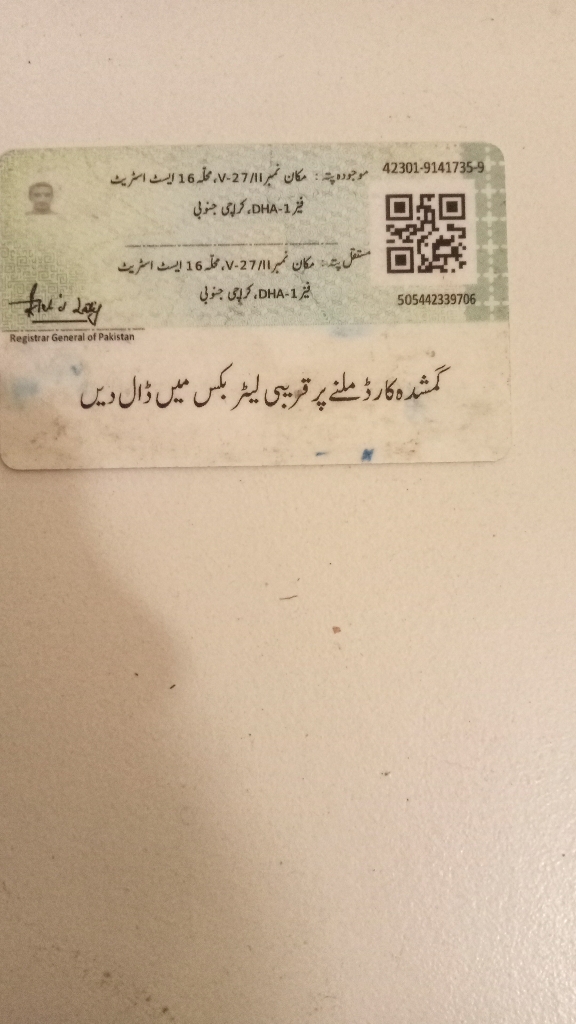 42301-9141735-9
موجودہ پتہ: مکان نمبر V-27/II، محلہ 16 ایسٹ اسٹریٹ
فیز DHA-1، کراچی جنوبی
مستقل پتہ: مکان نمبر V-27/II، محلہ 16 ایسٹ اسٹریٹ
فیز DHA-1، کراچی جنوبی
505442339706
Registrar General of Pakistan
گمشدہ کارڈ ملنے پر قریبی لیٹر بکس میں ڈال دیں